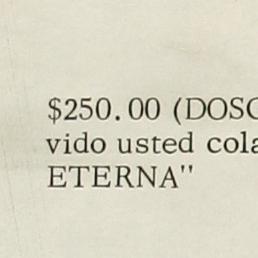 $250.00 (DOSC
vido usted cola
ETERNA"